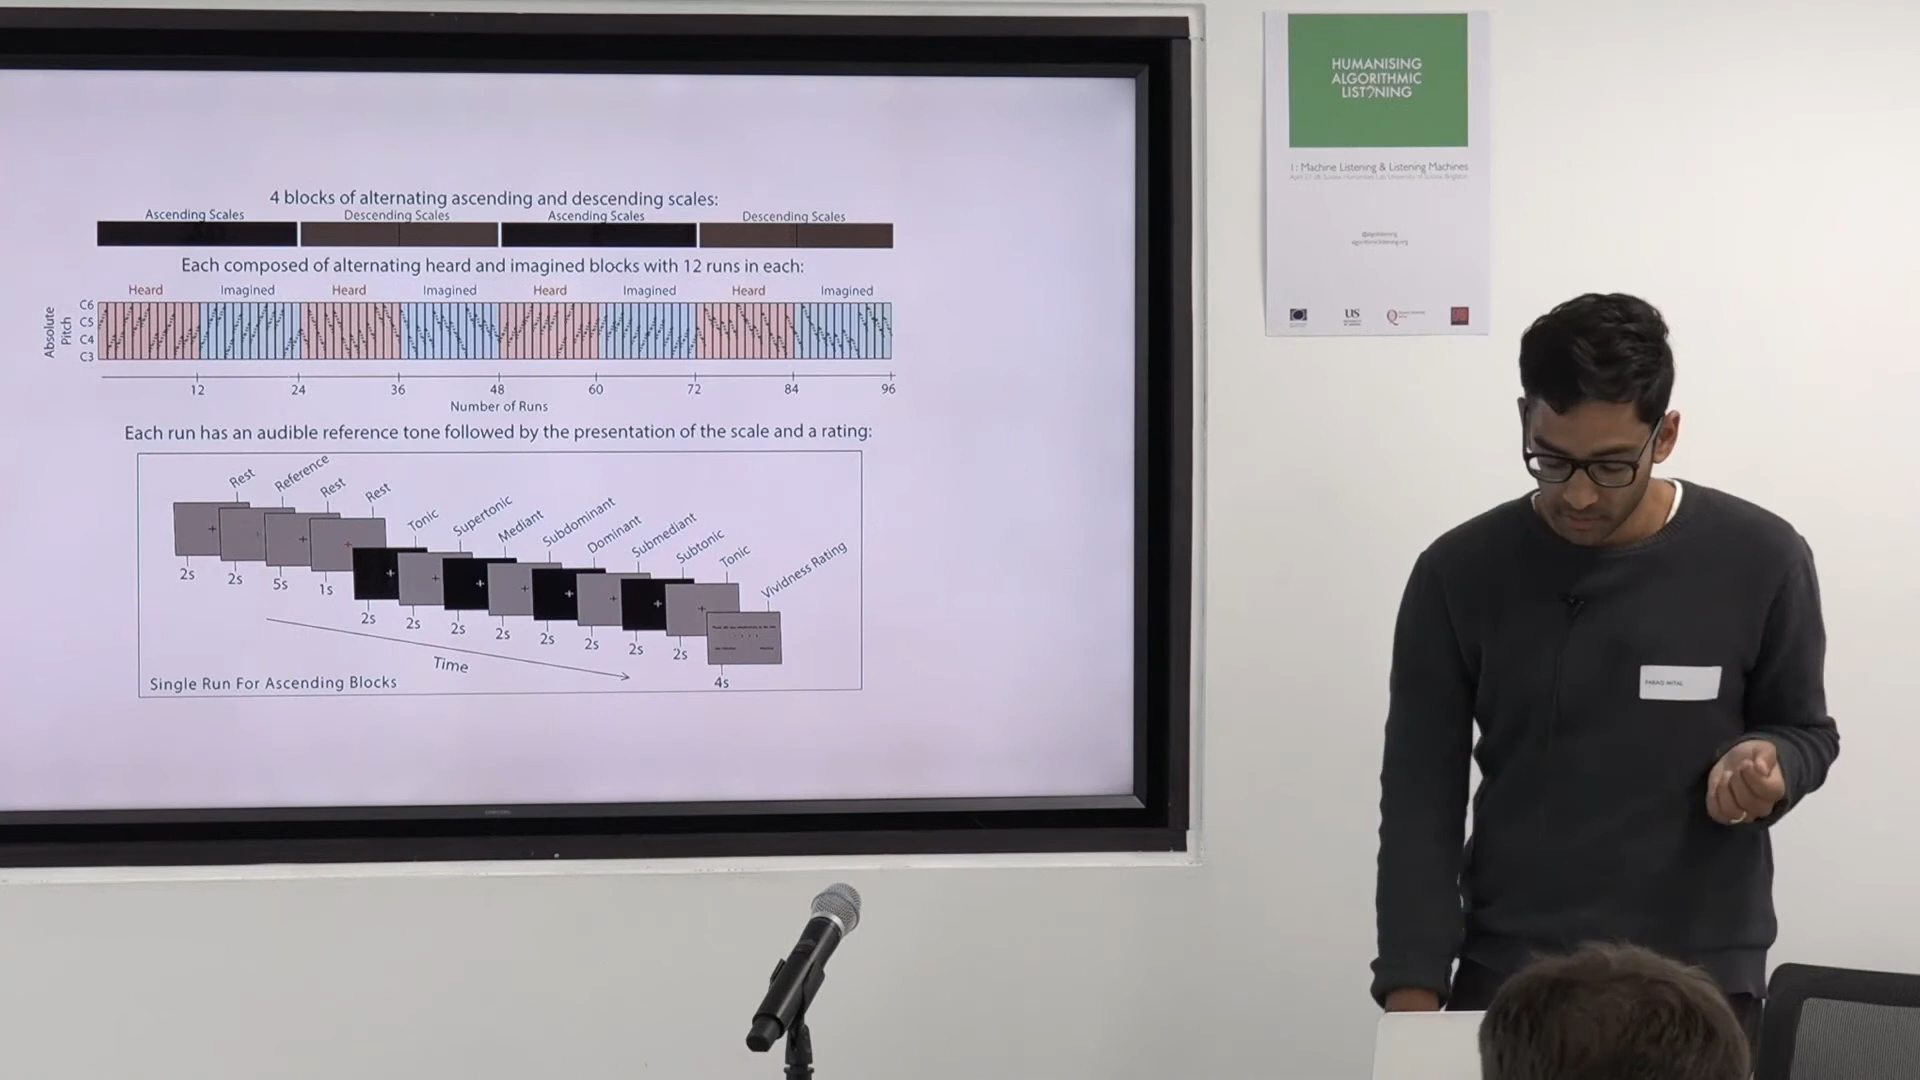 4 blocks of alternating ascending and descending scales:
Ascending Scales
Descending Scales
Ascending Scales
Descending Scales
Each composed of alternating heard and imagined blocks with 12 runs in each:
Heard
Imagined
Heard
Imagined
Heard
Imagined
Heard
Imagined
Absolute
Pitch
C6
C5
C4
C3
12
24
36
48
60
72
84
96
Number of Runs
Each run has an audible reference tone followed by the presentation of the scale and a rating:
Rest
Reference
Rest
Rest
Tonic
Supertonic
Mediant
Subdominant
Dominant
Submediant
Subtonic
Tonic
Vividness Rating
2s
2s
5s
1s
2s
2s
2s
2s
2s
2s
2s
2s
4s
Time
Single Run For Ascending Blocks
HUMANISING
ALGORITHMIC
LIST?NING
1: Machine Listening & Listening Machines
US
Q